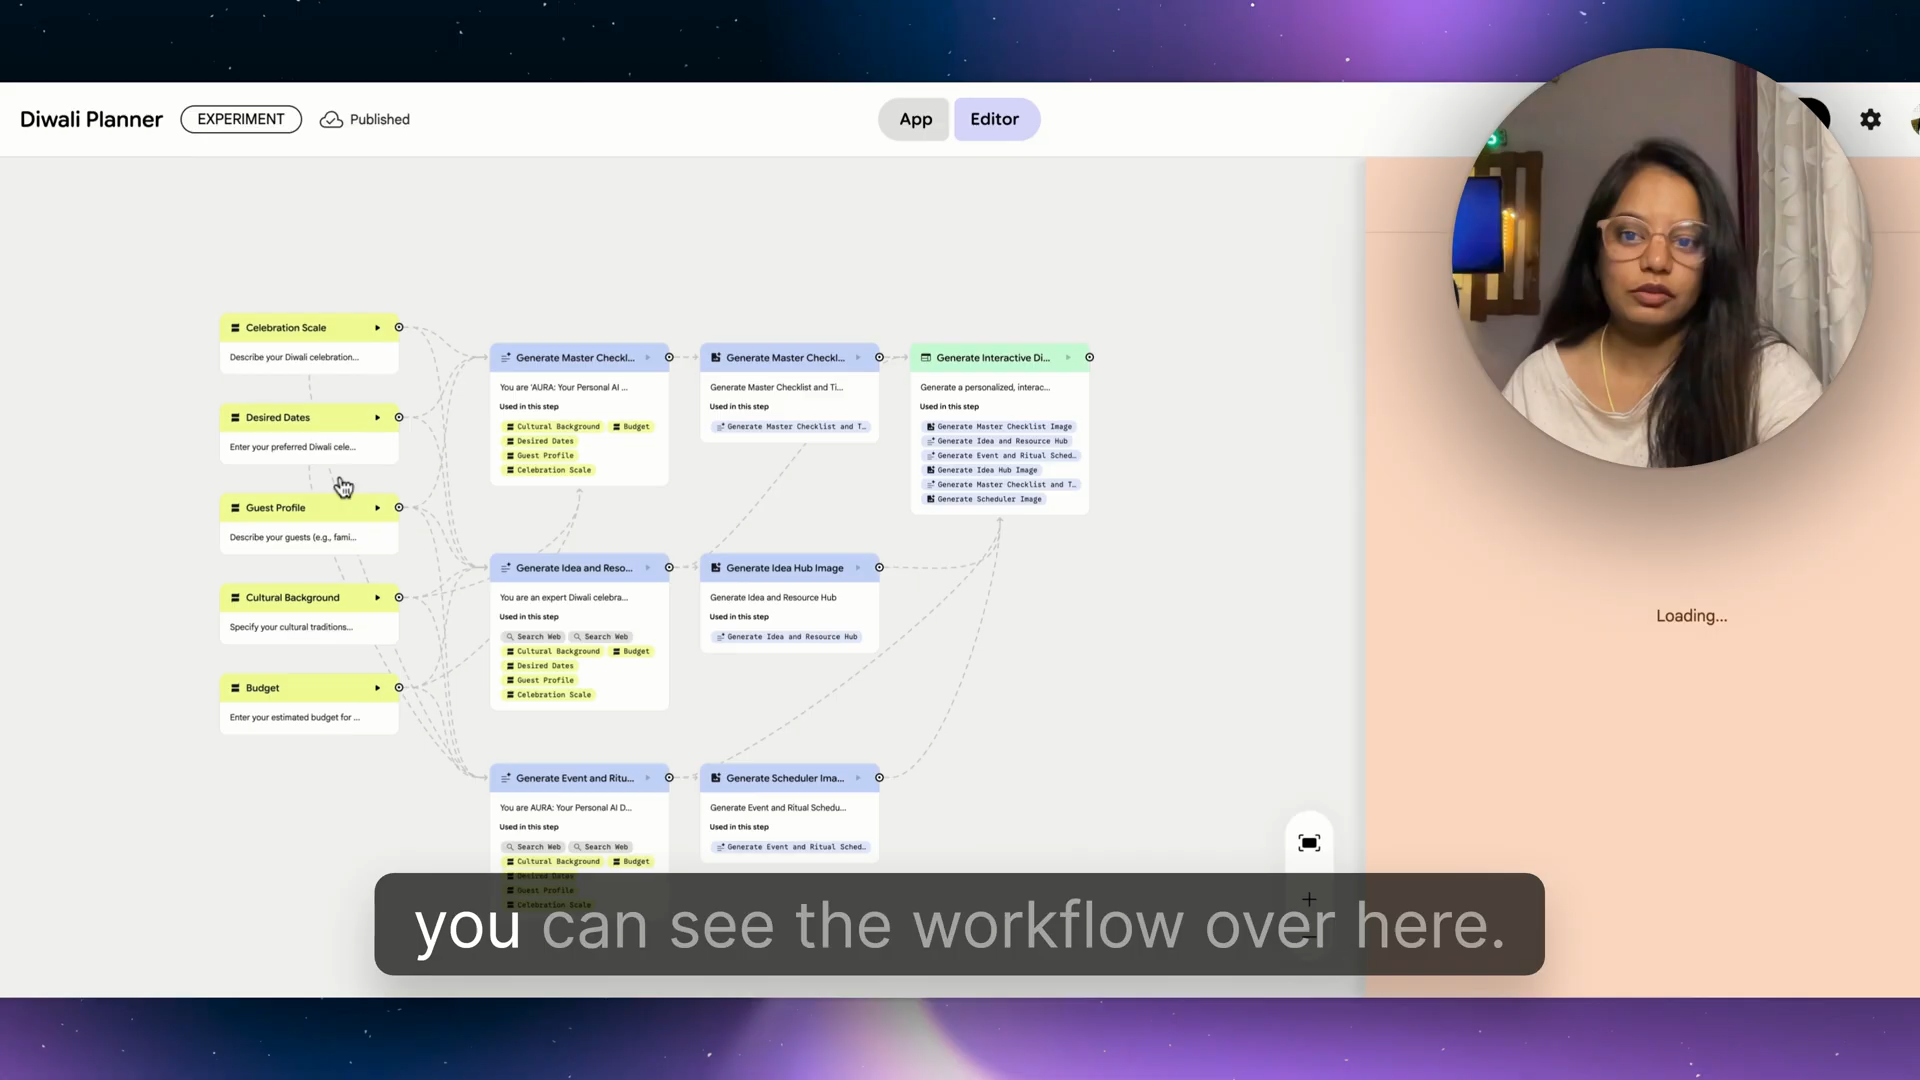 Diwali Planner
EXPERIMENT
Published
App
Editor
Celebration Scale
Describe your Diwali celebration...
Desired Dates
Enter your preferred Diwali cele...
Guest Profile
Describe your guests (e.g., fami...
Cultural Background
Specify your cultural traditions...
Budget
Enter your estimated budget for ...
Generate Master Checkl...
You are 'AURA: Your Personal AI ...
Used in this step
Cultural Background Budget
Desired Dates
Guest Profile
Celebration Scale
Generate Master Checkl...
Generate Master Checklist and Ti...
Used in this step
Generate Master Checklist and T...
Generate Interactive Di...
Generate a personalized, interac...
Used in this step
Generate Master Checklist Image
Generate Idea and Resource Hub
Generate Event and Ritual Sched...
Generate Idea Hub Image
Generate Master Checklist and T...
Generate Scheduler Image
Generate Idea and Reso...
You are an expert Diwali celebra...
Used in this step
Search Web Search Web
Cultural Background Budget
Desired Dates
Guest Profile
Celebration Scale
Generate Idea Hub Image
Generate Idea and Resource Hub
Used in this step
Generate Idea and Resource Hub
Generate Event and Ritu...
You are AURA: Your Personal AI D...
Used in this step
Search Web Search Web
Cultural Background Budget
Desired Dates
Guest Profile
Celebration Scale
Generate Scheduler Ima...
Generate Event and Ritual Schedu...
Used in this step
Generate Event and Ritual Sched...
Loading...
you can see the workflow over here.